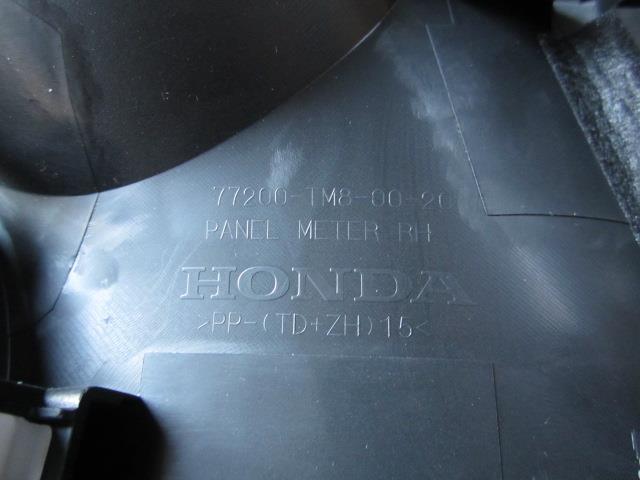 77200-TM8-00-20
PANEL METER RH
HONDA
>PP-(TD+ZH)15<